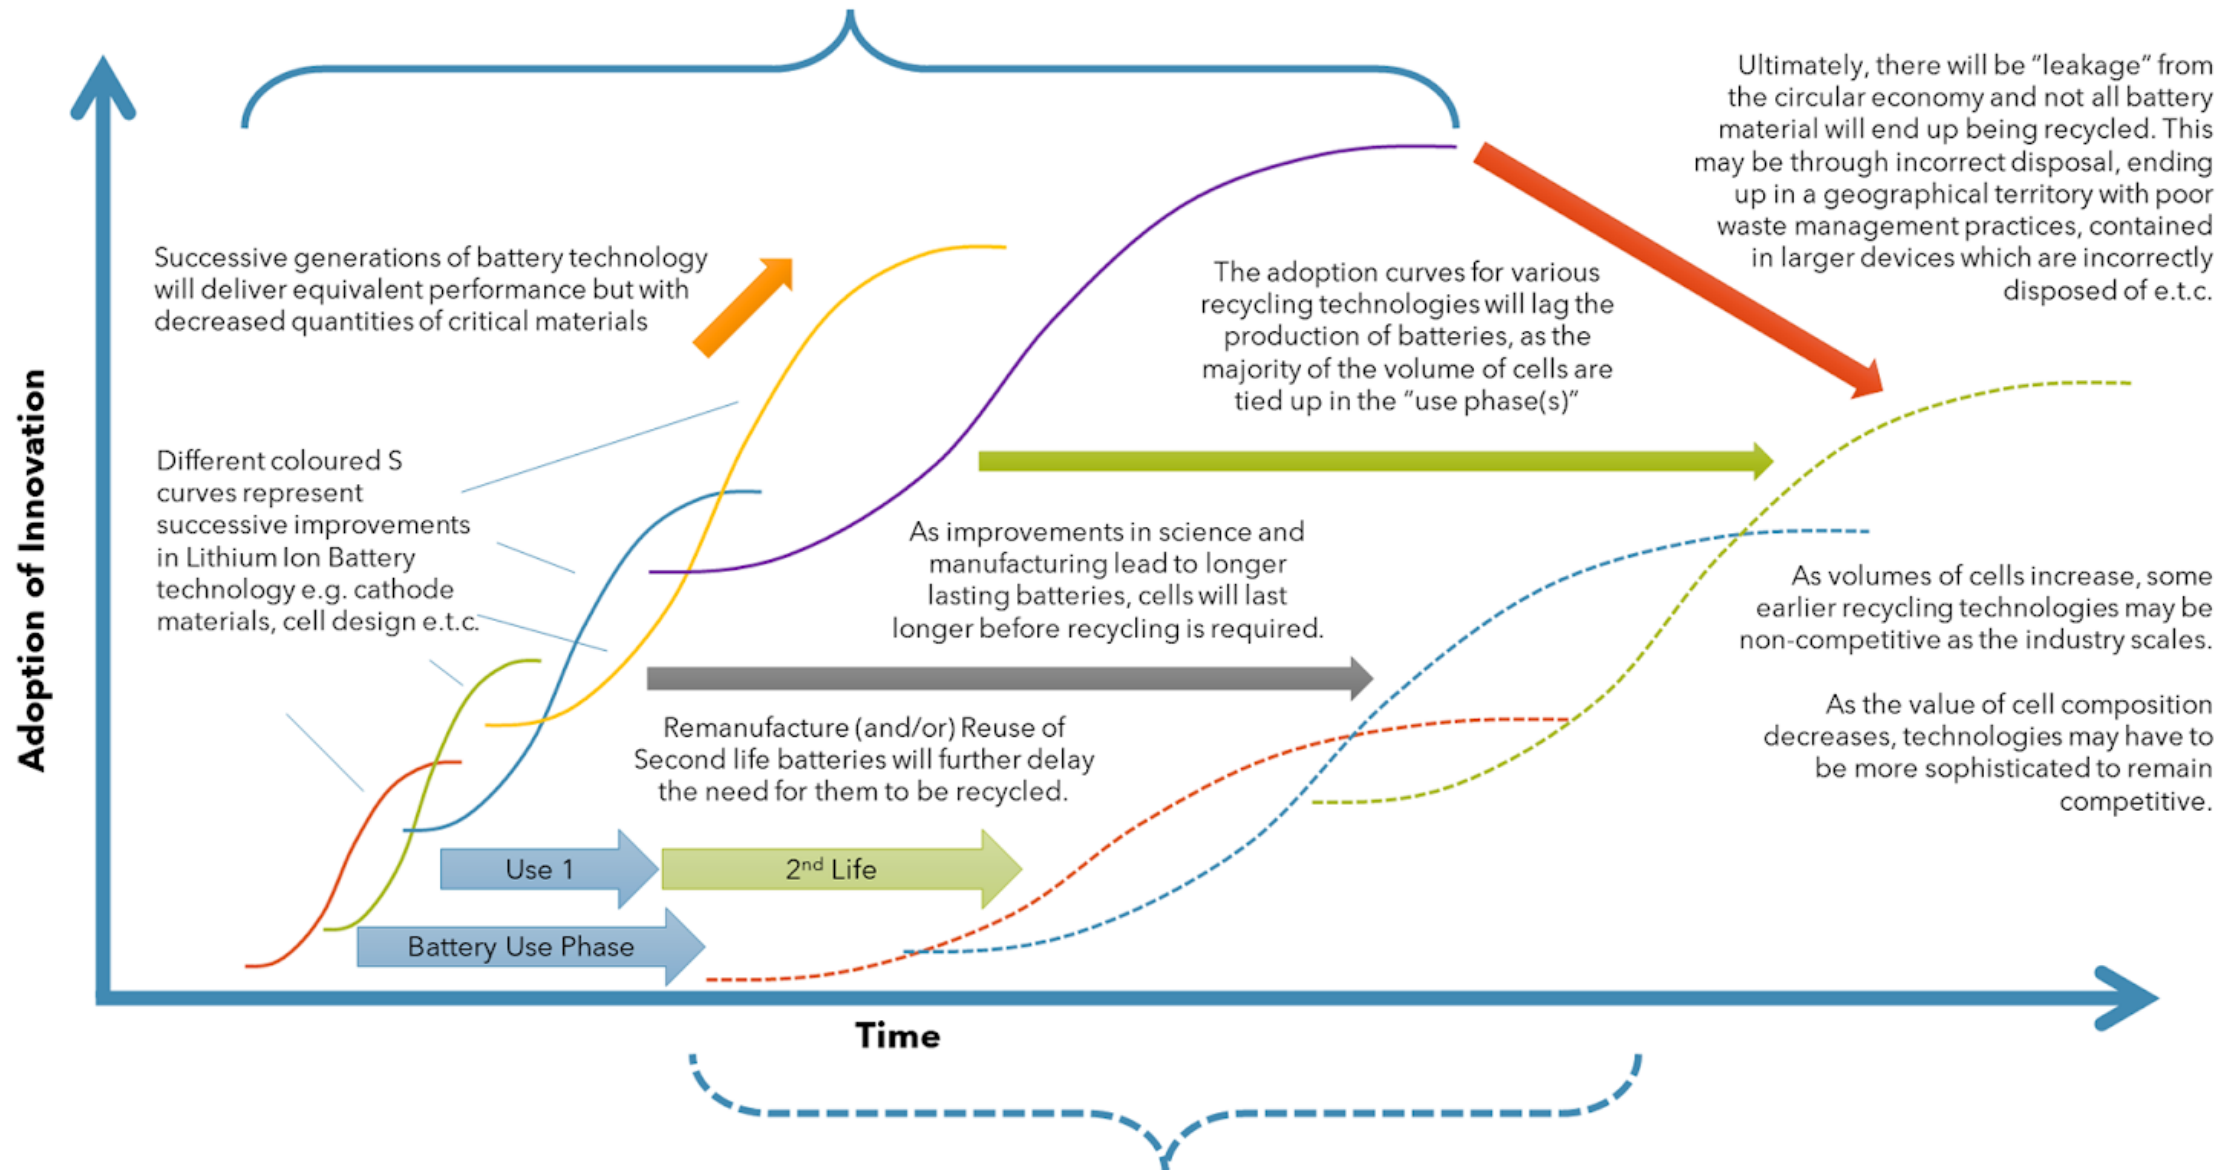 Ultimately, there will be “leakage” from
the circular economy and not all battery
material will end up being recycled. This
may be through incorrect disposal, ending
up in a geographical territory with poor
waste management practices, contained
in larger devices which are incorrectly
disposed of e.t.c.
Successive generations of battery technology
will deliver equivalent performance but with
decreased quantities of critical materials
The adoption curves for various
recycling technologies will lag the
production of batteries, as the
majority of the volume of cells are
tied up in the “use phase(s)”
Different coloured S
curves represent
successive improvements
in Lithium Ion Battery
technology e.g. cathode
materials, cell design e.t.c.
As improvements in science and
manufacturing lead to longer
lasting batteries, cells will last
longer before recycling is required.
As volumes of cells increase, some
earlier recycling technologies may be
non-competitive as the industry scales.
As the value of cell composition
decreases, technologies may have to
be more sophisticated to remain
competitive.
Remanufacture (and/or) Reuse of
Second life batteries will further delay
the need for them to be recycled.
Use 1
2nd Life
Battery Use Phase
Adoption of Innovation
Time